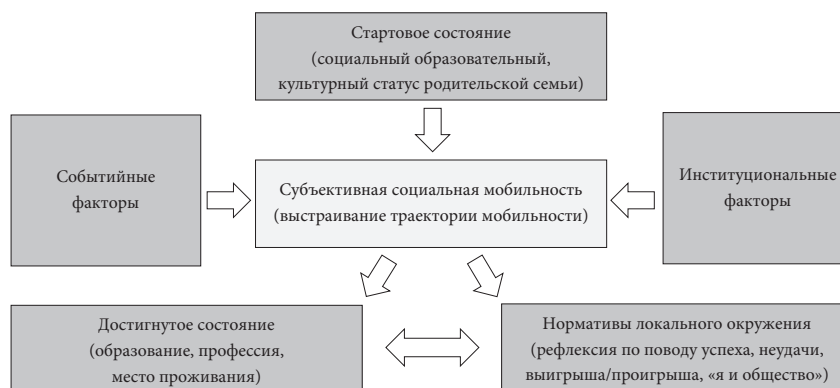 Стартовое состояние
(социальный образовательный,
культурный статус родительской семьи)
Событийные
факторы
Субъективная социальная мобильность
(выстраивание траектории мобильности)
Институциональные
факторы
Достигнутое состояние
(образование, профессия,
место проживания)
Нормативы локального окружения
(рефлексия по поводу успеха, неудачи,
выигрыша/проигрыша, «я и общество»)